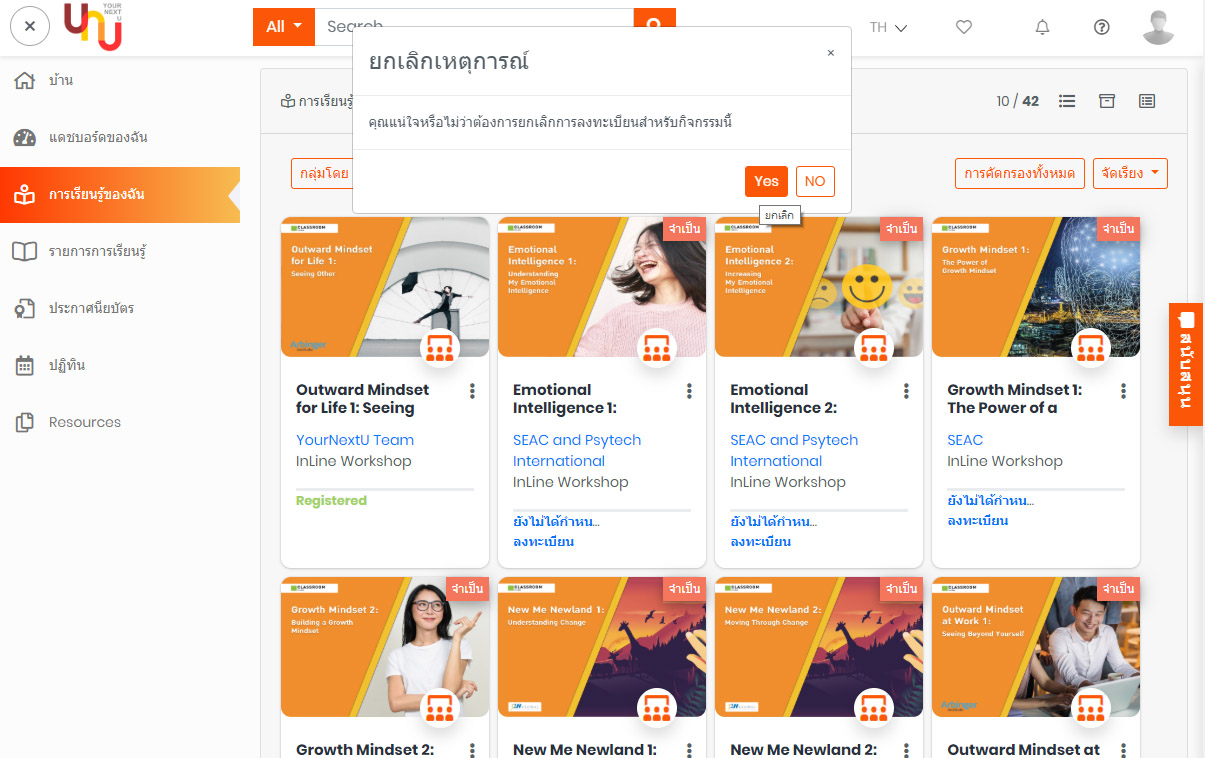 YOUR
NEXT
U
unu
All
Search
TH
บ้าน
แดชบอร์ดของฉัน
การเรียนรู้ของฉัน
รายการการเรียนรู้
ประกาศนียบัตร
ปฏิทิน
Resources
การเรียนรู้
10 / 42
ยกเลิกเหตุการณ์
×
คุณแน่ใจหรือไม่ว่าต้องการยกเลิกการลงทะเบียนสำหรับกิจกรรมนี้
Yes
NO
ยกเลิก
กลุ่มโดย
การคัดกรองทั้งหมด
จัดเรียง
CLASSROOM
Outward Mindset
for Life 1:
Seeing Other
Arbinger
Outward Mindset
for Life 1: Seeing
YourNextU Team
InLine Workshop
Registered
จำเป็น
CLASSROOM
Emotional
Intelligence 1:
Understanding
My Emotional
Intelligence
Emotional
Intelligence 1:
SEAC and Psytech
International
InLine Workshop
ยังไม่ได้กำหน...
ลงทะเบียน
จำเป็น
CLASSROOM
Emotional
Intelligence 2:
Increasing
My Emotional
Intelligence
Emotional
Intelligence 2:
SEAC and Psytech
International
InLine Workshop
ยังไม่ได้กำหน...
ลงทะเบียน
จำเป็น
CLASSROOM
Growth Mindset 1:
The Power of
Growth Mindset
Growth Mindset 1:
The Power of a
SEAC
InLine Workshop
ยังไม่ได้กำหน...
ลงทะเบียน
จำเป็น
CLASSROOM
Growth Mindset 2:
Building a Growth
Mindset
Growth Mindset 2:
จำเป็น
CLASSROOM
New Me Newland 1:
Understanding Change
New Me Newland 1:
จำเป็น
CLASSROOM
New Me Newland 2:
Moving Through Change
New Me Newland 2:
จำเป็น
CLASSROOM
Outward Mindset
at Work 1:
Seeing Beyond Yourself
Arbinger
Outward Mindset at